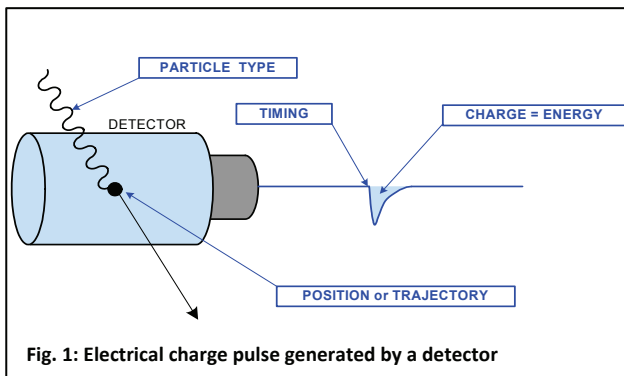 PARTICLE TYPE
DETECTOR
TIMING
CHARGE = ENERGY
POSITION or TRAJECTORY
Fig. 1: Electrical charge pulse generated by a detector